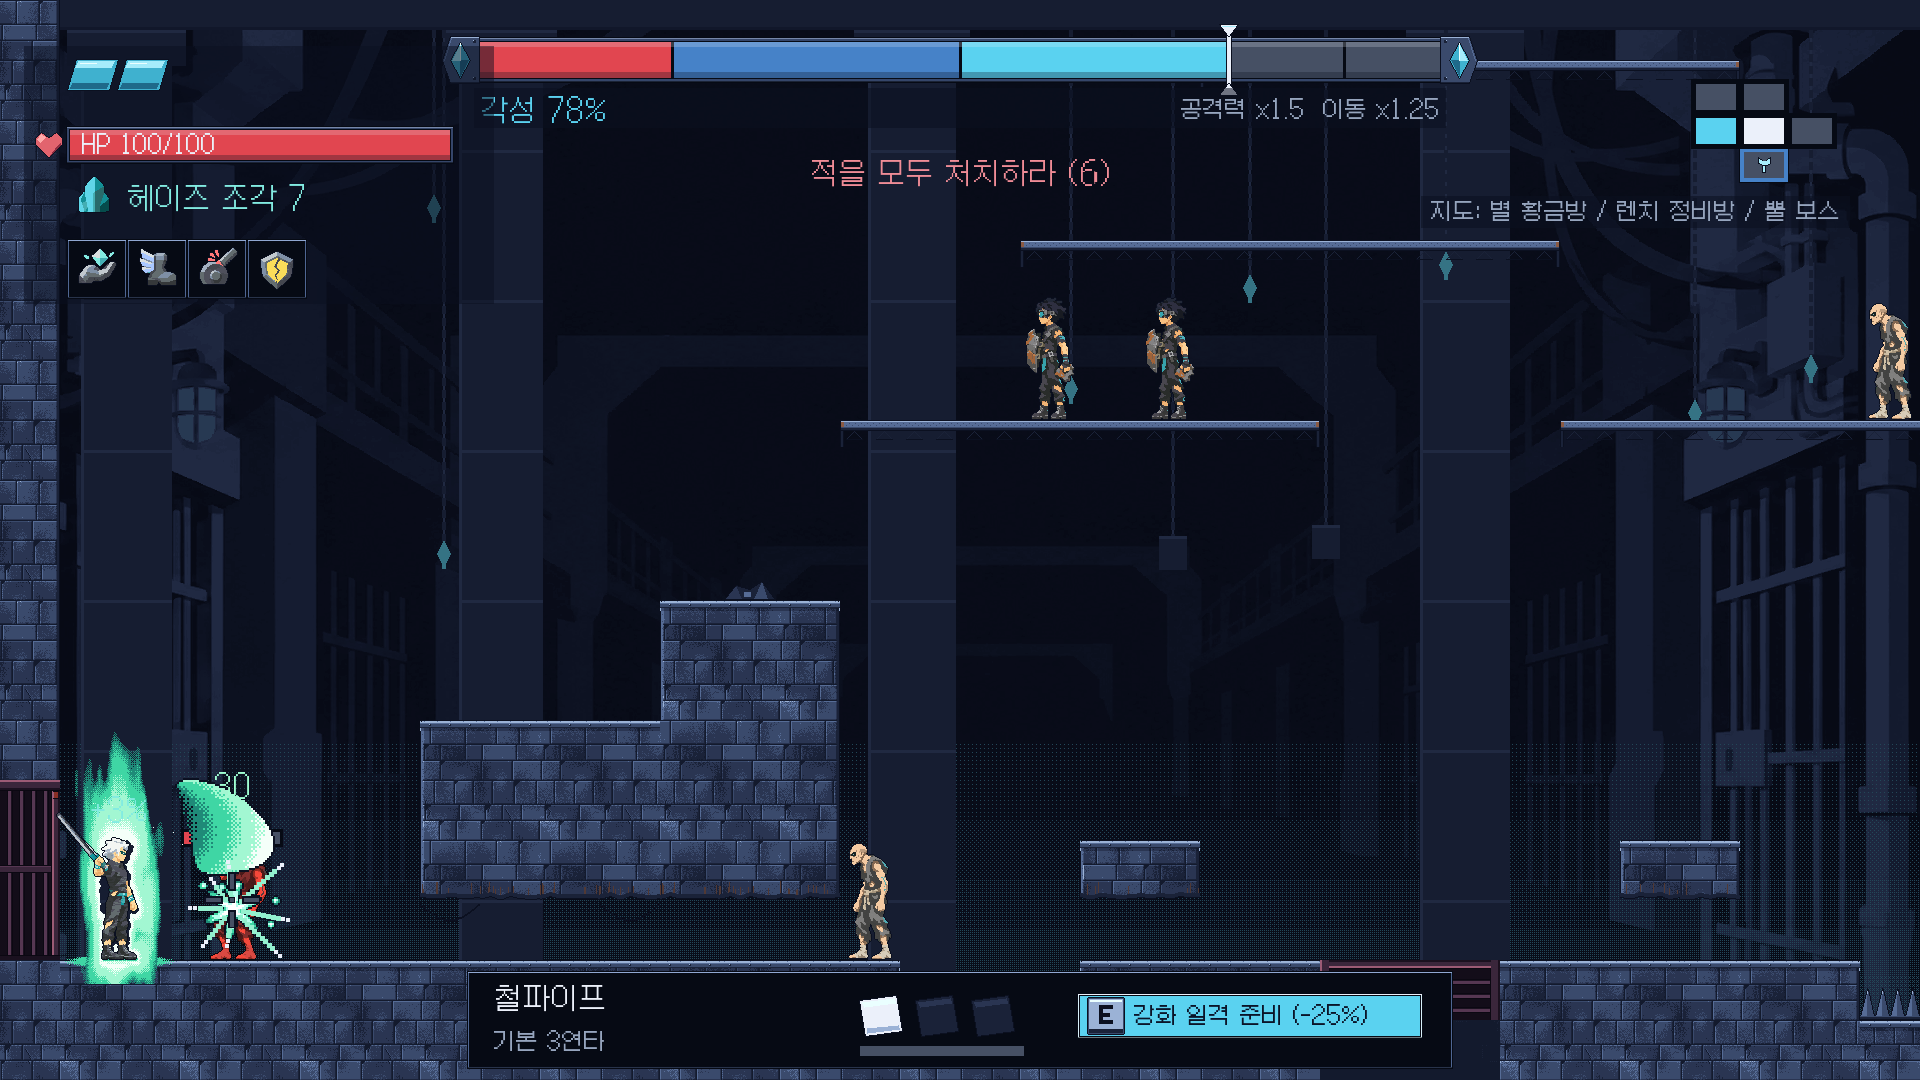 각성 78%
공격력 x1.5 이동 x1.25
HP 100/100
적을 모두 처치하라 (6)
헤이즈 조각 7
지도: 별 황금방 / 렌치 정비방 / 뿔 보스
30
철파이프
기본 3연타
E 강화 일격 준비 (-25%)